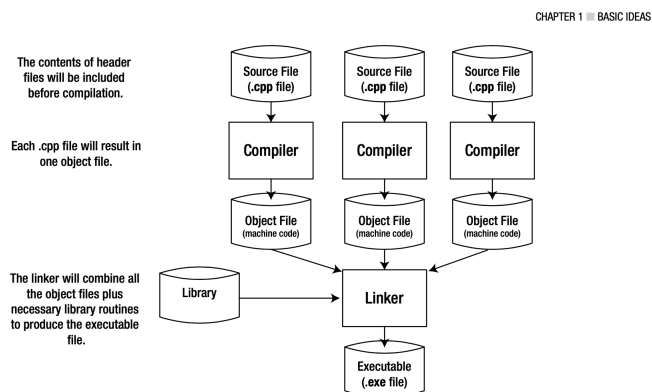 CHAPTER 1 ■ BASIC IDEAS
The contents of header
files will be included
before compilation.
Source File
(.cpp file)
Source File
(.cpp file)
Source File
(.cpp file)
Each .cpp file will result in
one object file.
Compiler
Compiler
Compiler
Object File
(machine code)
Object File
(machine code)
Object File
(machine code)
The linker will combine all
the object files plus
necessary library routines
to produce the executable
file.
Library
Linker
Executable
(.exe file)